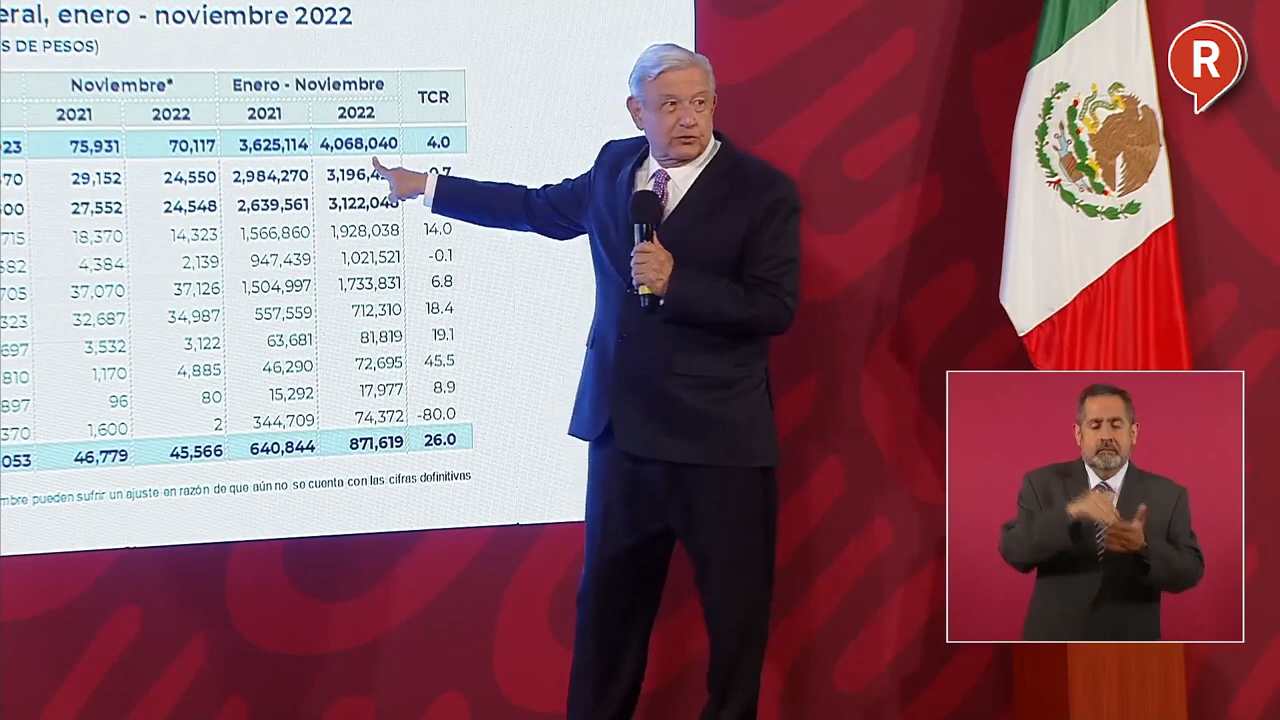 eral, enero - noviembre 2022
S DE PESOS)
Noviembre* Enero - Noviembre TCR
2021 2022 2021 2022
23 75,931 70,117 3,625,114 4,068,040 4.0
70 29,152 24,550 2,984,270
00 27,552 24,548 2,639,561
715 18,370 14,323 1,566,860 1,928,038 14.0
582 4,384 2,139 947,439 1,021,521 -0.1
705 37,070 37,126 1,504,997 1,733,831 6.8
323 32,687 34,987 557,559 712,310 18.4
697 3,532 3,122 63,681 81,819 19.1
810 1,170 4,885 46,290 72,695 45.5
897 96 80 15,292 17,977 8.9
370 1,600 2 344,709 74,372 -80.0
053 46,779 45,566 640,844 871,619 26.0
mbre pueden sufrir un ajuste en razón de que aún no se cuenta con las cifras definitivas
R